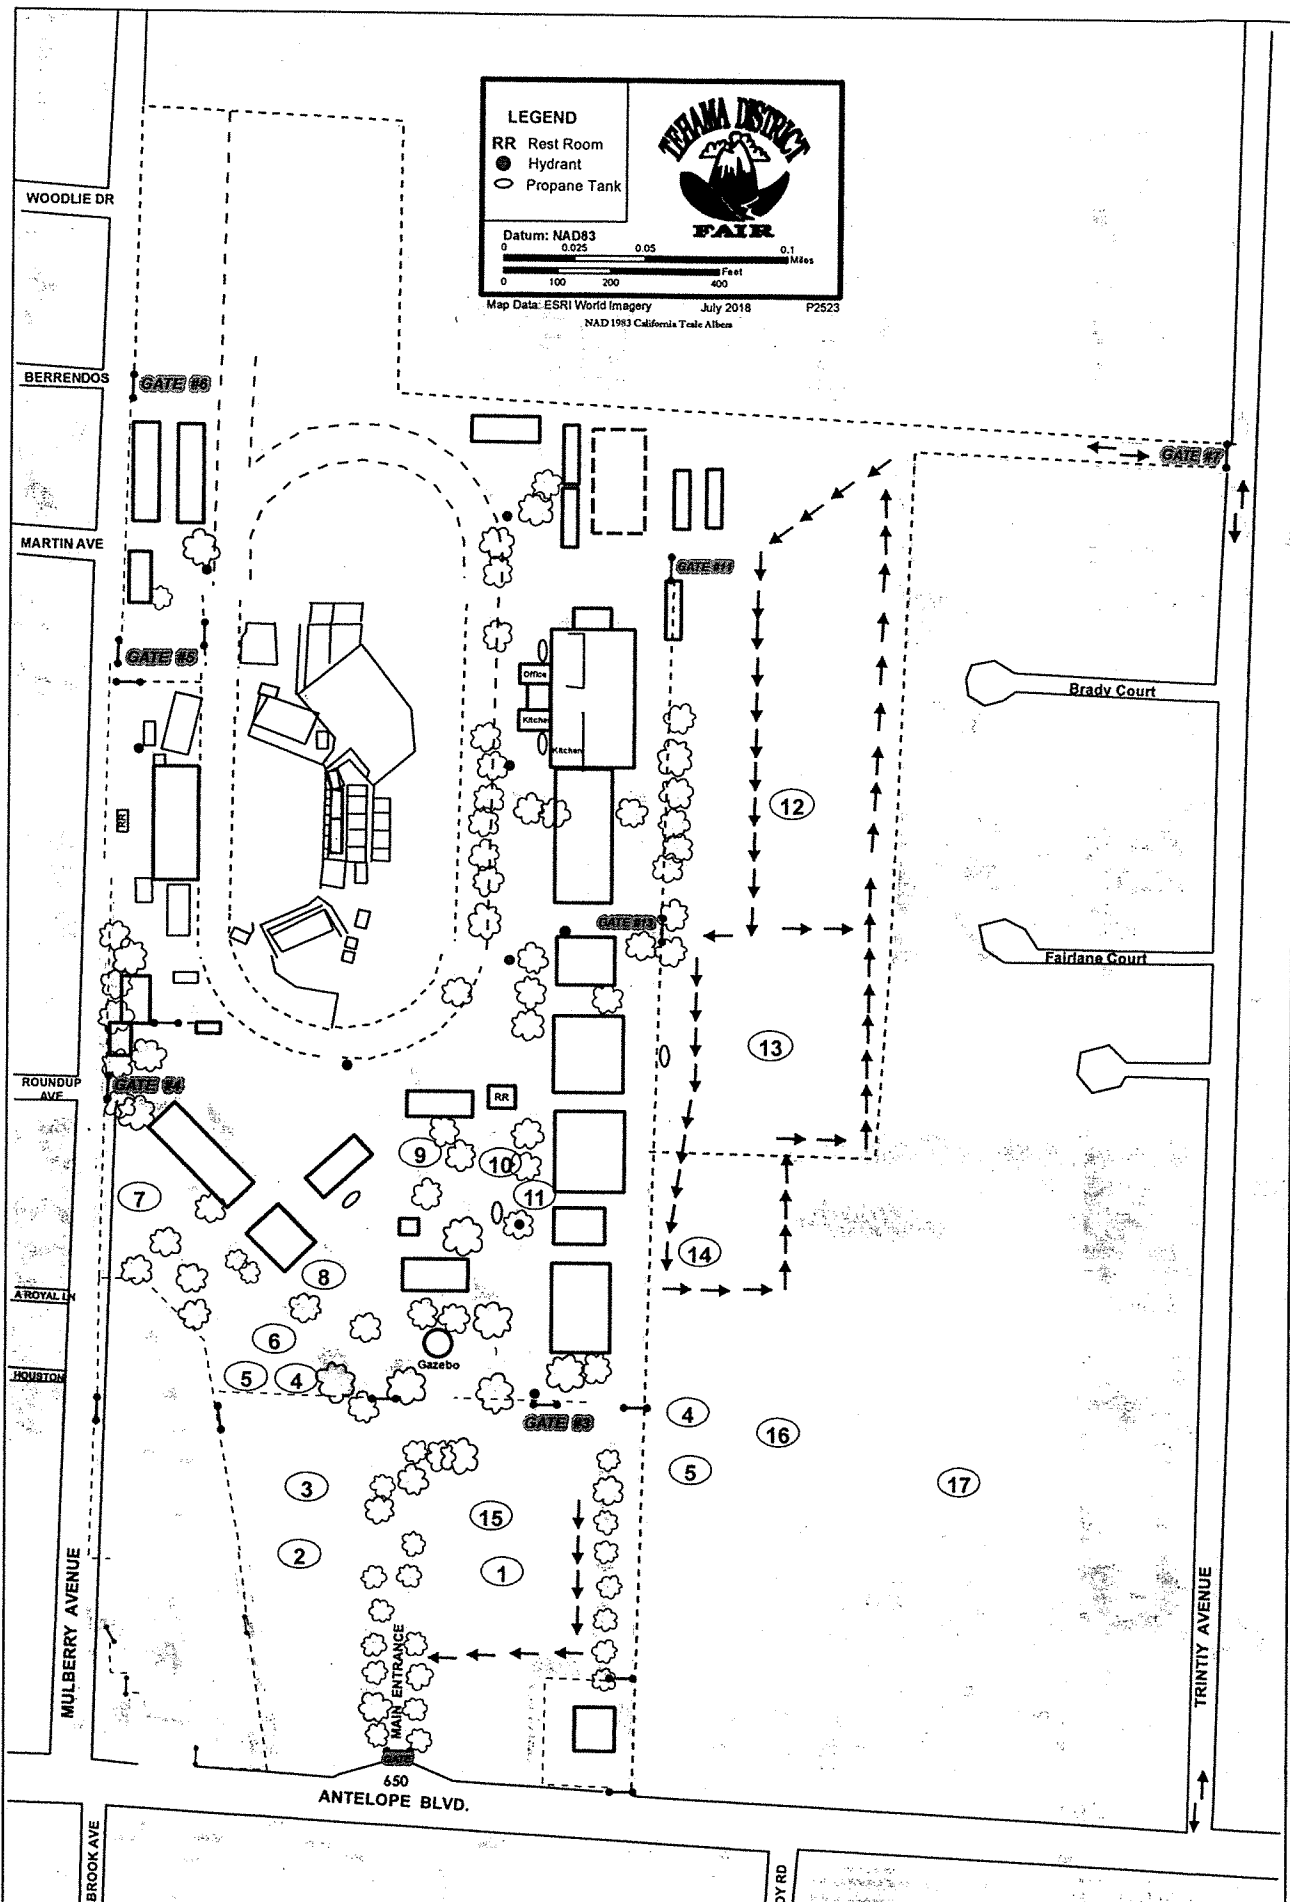 TEHAMA DISTRICT
FAIR
LEGEND
RR Rest Room
Hydrant
Propane Tank
Datum: NAD83
0 0.025 0.05 0.1
Miles
Feet
0 100 200 400
Map Data: ESRI World Imagery July 2018 P2523
NAD 1983 California Teale Albers
WOODLIE DR
BERRENDOS
GATE #6
GATE #7
MARTIN AVE
GATE #11
GATE #5
Office
Kitchen
Kitchen
Brady Court
RR
12
GATE #13
Fairlane Court
13
ROUNDUP
AVE
GATE #4
RR
9
10
7
11
14
8
A ROYAL LN
6
Gazebo
HOUSTON
5
4
GATE #3
4
16
5
17
3
15
2
1
MULBERRY AVENUE
MAIN ENTRANCE
TRINTIY AVENUE
GATE
650
ANTELOPE BLVD.
BROOK AVE
DY RD